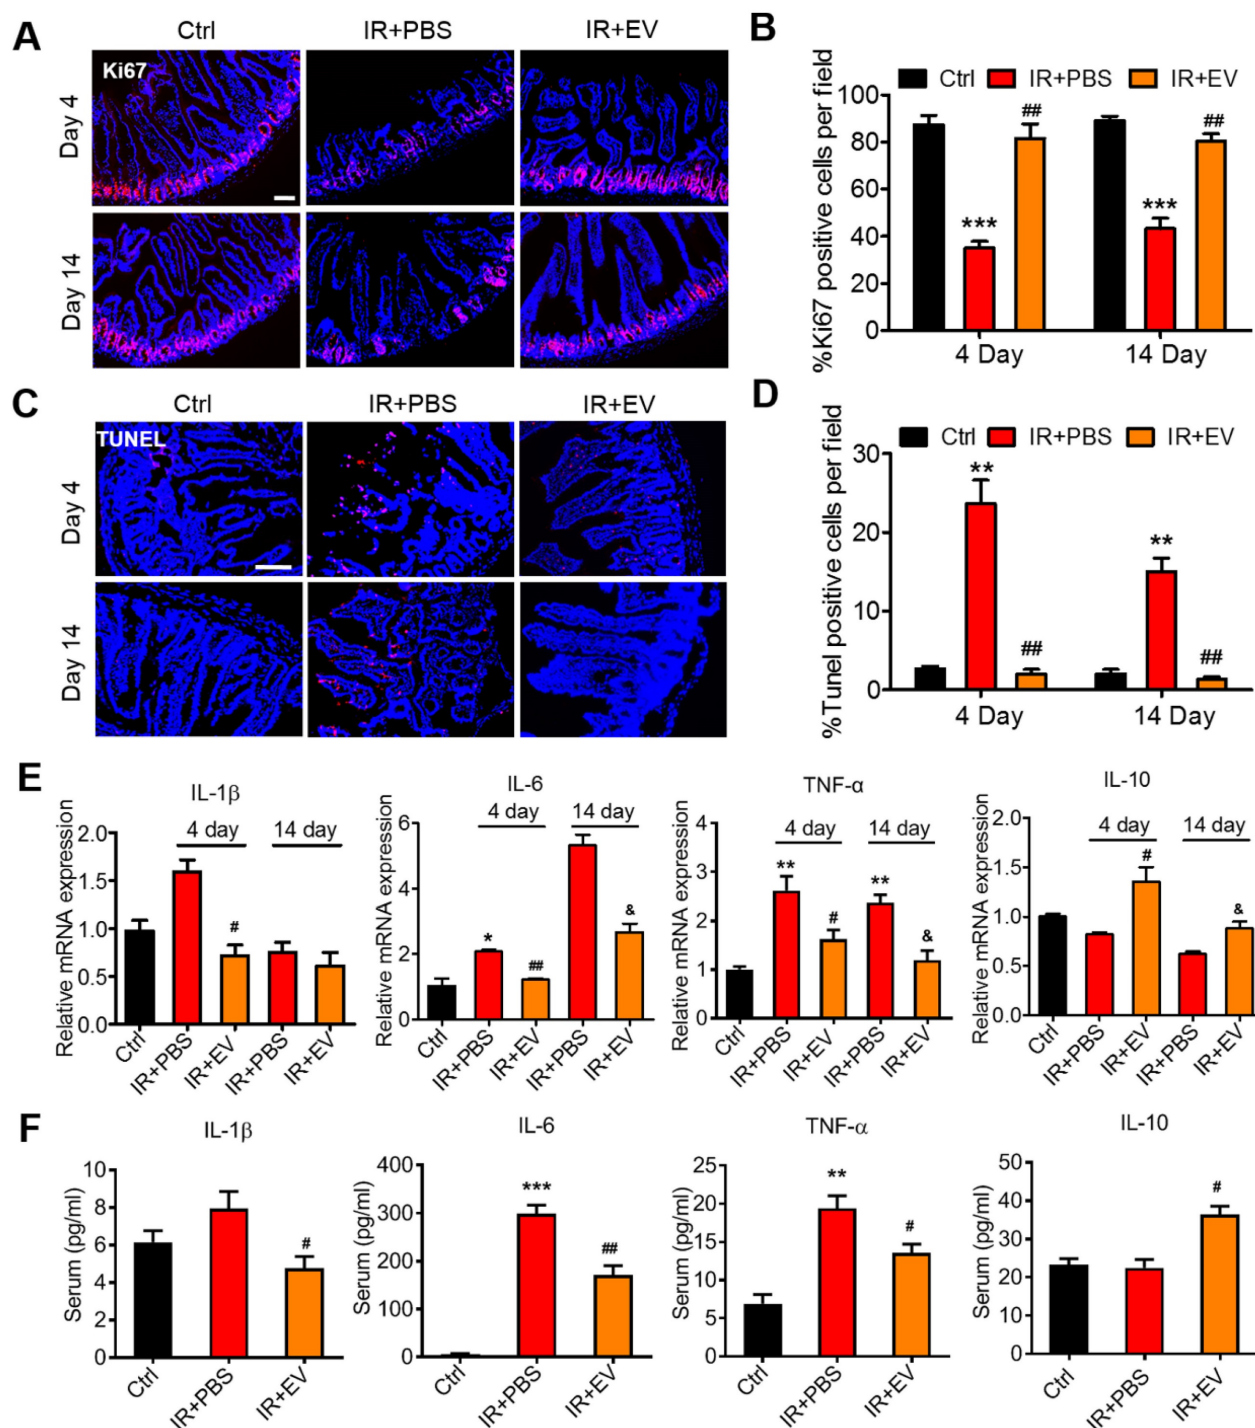 A
Ctrl
IR+PBS
IR+EV
Ki67
Day 4
Day 14
B
Ctrl
IR+PBS
IR+EV
%Ki67 positive cells per field
100
80
60
40
20
0
***
##
***
##
4 Day
14 Day
C
Ctrl
IR+PBS
IR+EV
TUNEL
Day 4
Day 14
D
Ctrl
IR+PBS
IR+EV
%Tunel positive cells per field
30
20
10
0
**
##
**
##
4 Day
14 Day
E
IL-1β
Relative mRNA expression
2.0
1.5
1.0
0.5
0.0
4 day
14 day
#
Ctrl
IR+PBS
IR+EV
IR+PBS
IR+EV
IL-6
Relative mRNA expression
6
4
2
0
4 day
14 day
*
##
&
Ctrl
IR+PBS
IR+EV
IR+PBS
IR+EV
TNF-α
Relative mRNA expression
4
3
2
1
0
4 day
14 day
**
#
**
&
Ctrl
IR+PBS
IR+EV
IR+PBS
IR+EV
IL-10
Relative mRNA expression
2.0
1.5
1.0
0.5
0.0
4 day
14 day
#
&
Ctrl
IR+PBS
IR+EV
IR+PBS
IR+EV
F
IL-1β
Serum (pg/ml)
10
8
6
4
2
0
#
Ctrl
IR+PBS
IR+EV
IL-6
Serum (pg/ml)
400
300
200
100
0
***
##
Ctrl
IR+PBS
IR+EV
TNF-α
Serum (pg/ml)
25
20
15
10
5
0
**
#
Ctrl
IR+PBS
IR+EV
IL-10
Serum (pg/ml)
50
40
30
20
10
0
#
Ctrl
IR+PBS
IR+EV